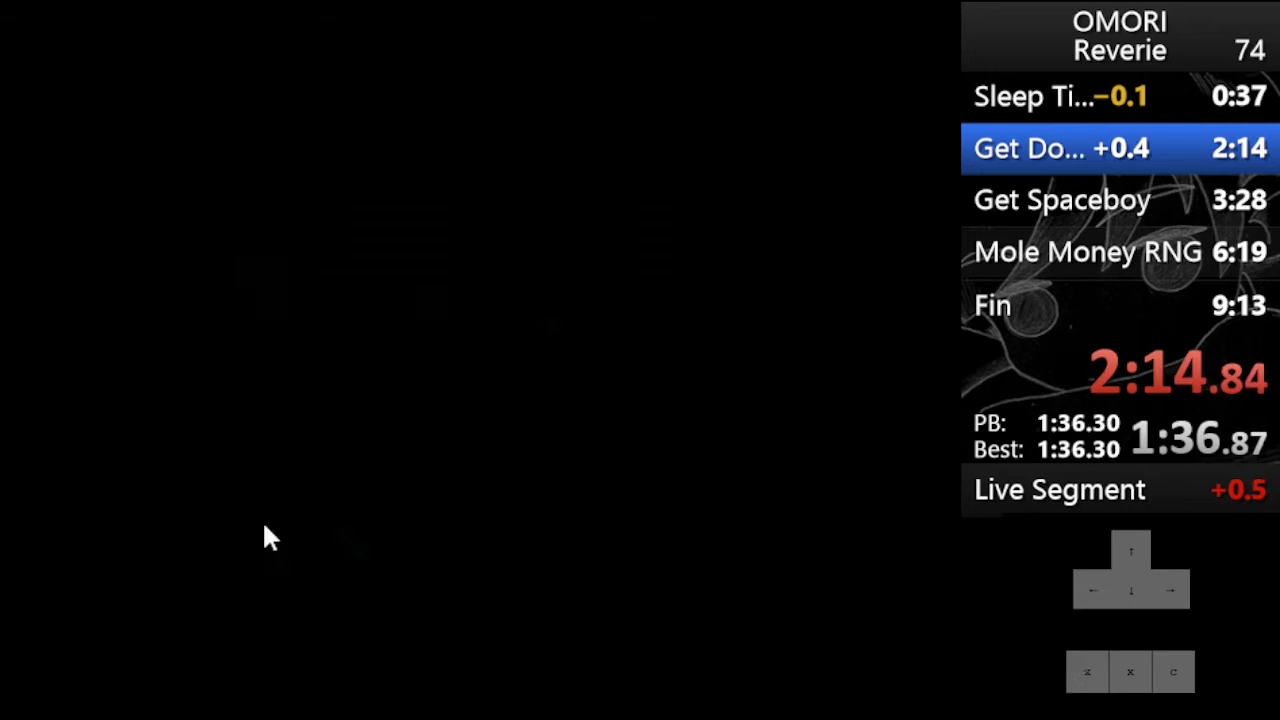 OMORI
Reverie 74
Sleep Ti...−0.1 0:37
Get Do... +0.4 2:14
Get Spaceboy 3:28
Mole Money RNG 6:19
Fin 9:13
2:14.84
PB: 1:36.30
Best: 1:36.30
1:36.87
Live Segment +0.5
↑
← ↓ →
z x c